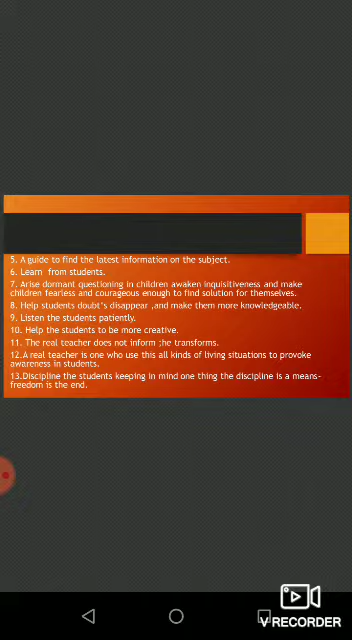 5. A guide to find the latest information on the subject.
6. Learn from students.
7. Arise dormant questioning in children awaken inquisitiveness and make
children fearless and courageous enough to find solution for themselves.
8. Help students doubt's disappear ,and make them more knowledgeable.
9. Listen the students patiently.
10. Help the students to be more creative.
11. The real teacher does not inform ;he transforms.
12.A real teacher is one who use this all kinds of living situations to provoke
awareness in students.
13.Discipline the students keeping in mind one thing the discipline is a means-
freedom is the end.
V RECORDER